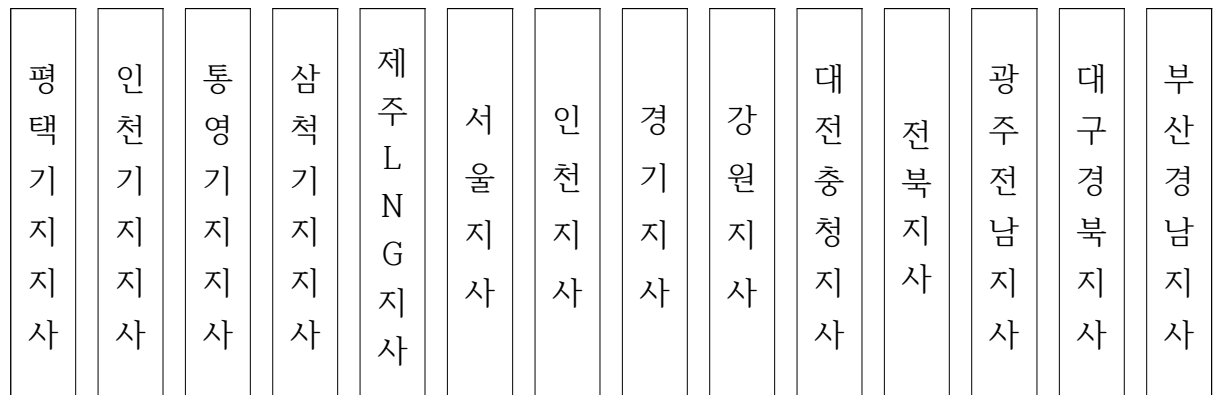 평택기지지사
인천기지지사
통영기지지사
삼척기지지사
제주LNG지사
서울지사
인천지사
경기지사
강원지사
대전충청지사
전북지사
광주전남지사
대구경북지사
부산경남지사